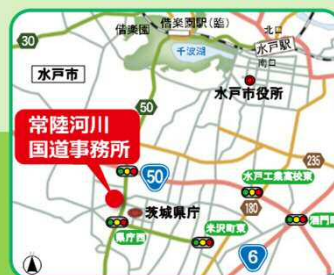 偕楽園
偕楽園駅(臨)
北口
水戸駅
南口
千波湖
30
水戸市
50
水戸市役所
常陸河川
国道事務所
50
235
水戸工業高校東
180
茨城県庁
県庁西
米沢町東
6